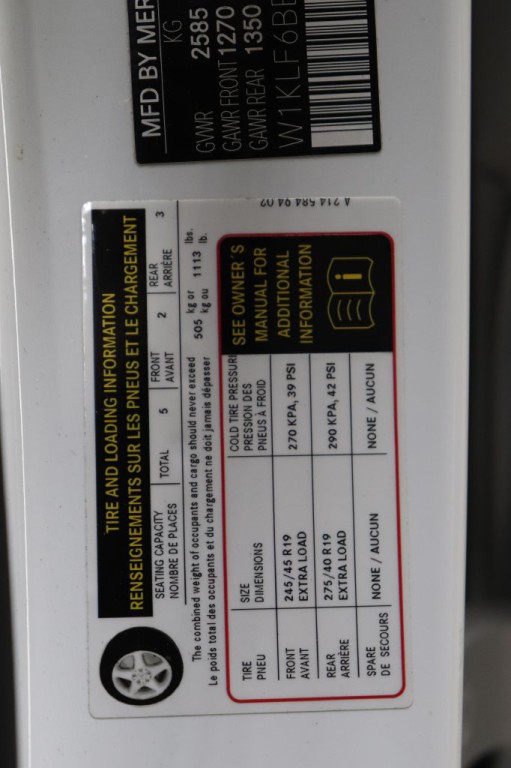 MFD BY MER
KG
GVWR 2585
GAWR FRONT 1270
GAWR REAR 1350
W1KLF6B
TIRE AND LOADING INFORMATION
RENSEIGNEMENTS SUR LES PNEUS ET LE CHARGEMENT
SEATING CAPACITY TOTAL 5 FRONT 2 REAR 3
NOMBRE DE PLACES AVANT ARRIÈRE
The combined weight of occupants and cargo should never exceed 505 kg or 1113 lbs.
Le poids total des occupants et du chargement ne doit jamais dépasser kg ou lb.
TIRE SIZE COLD TIRE PRESSURE
PNEU DIMENSIONS PRESSION DES
PNEUS À FROID
FRONT 245/45 R19 270 KPA, 39 PSI
AVANT EXTRA LOAD
REAR 275/40 R19 290 KPA, 42 PSI
ARRIÈRE EXTRA LOAD
SPARE NONE / AUCUN NONE / AUCUN
DE SECOURS
SEE OWNER'S
MANUAL FOR
ADDITIONAL
INFORMATION
A 214 584 94 02